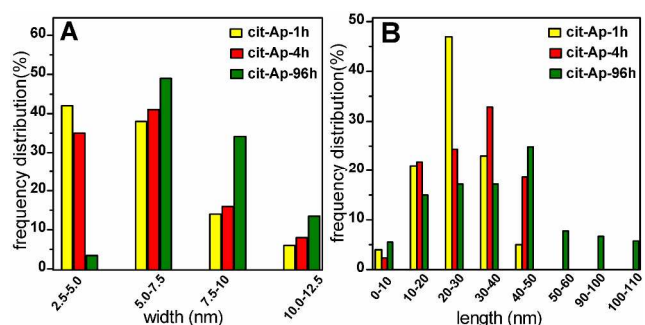 A
cit-Ap-1h
cit-Ap-4h
cit-Ap-96h
frequency distribution(%)
60
50
40
30
20
10
0
2.5-5.0
5.0-7.5
7.5-10
10.0-12.5
width (nm)
B
cit-Ap-1h
cit-Ap-4h
cit-Ap-96h
frequency distribution(%)
50
40
30
20
10
0
0-10
10-20
20-30
30-40
40-50
50-60
90-100
100-110
length (nm)